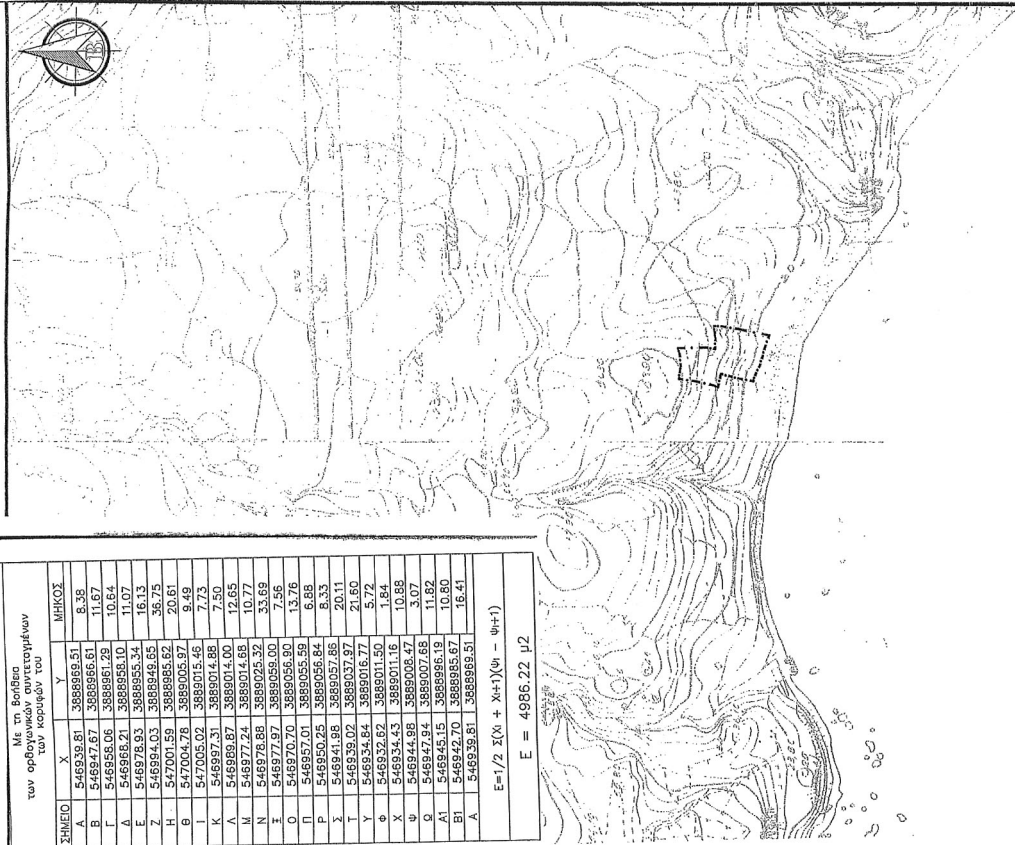 Με τη βοήθεια
των ορθογωνικών συντεταγμένων
των κορυφών του
ΣΗΜΕΙΟ X Y ΜΗΚΟΣ
Α 546939.81 3888969.51 8.38
Β 546947.67 3888966.61 11.67
Γ 546958.06 3888961.29 10.64
Δ 546968.21 3888958.10 11.07
Ε 546978.93 3888955.34 16.13
Ζ 546994.03 3888949.65 36.75
Η 547001.59 3888985.62 20.61
Θ 547004.78 3889005.97 9.49
Ι 547005.02 3889015.46 7.73
Κ 546997.31 3889014.88 7.50
Λ 546989.87 3889014.00 12.65
Μ 546977.24 3889014.68 10.77
Ν 546978.88 3889025.32 33.69
Ξ 546977.97 3889059.00 7.56
Ο 546970.70 3889056.90 13.76
Π 546957.01 3889055.59 6.88
Ρ 546950.25 3889056.84 8.33
Σ 546941.98 3889057.86 20.11
Τ 546939.02 3889037.97 21.60
Υ 546934.84 3889016.77 5.72
Φ 546932.62 3889011.50 1.84
Χ 546934.43 3889011.16 10.88
Ψ 546944.98 3889008.47 3.07
Ω 546947.94 3889007.68 11.82
Α1 546945.15 3888996.19 10.80
Β1 546942.70 3888985.67 16.41
Α 546939.81 3888969.51
Ε=1/2 Σ(Χι + Χι+1)(Ψι - Ψι+1)
Ε = 4986.22 μ2